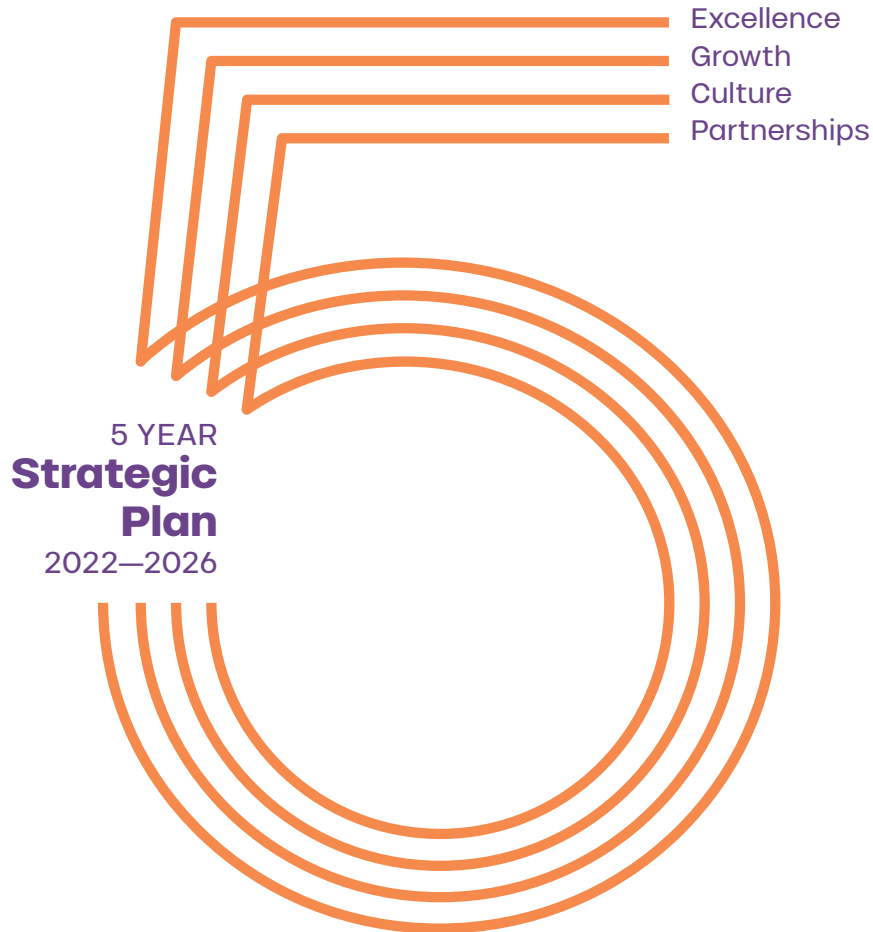 Excellence
Growth
Culture
Partnerships
5 YEAR
Strategic
Plan
2022—2026